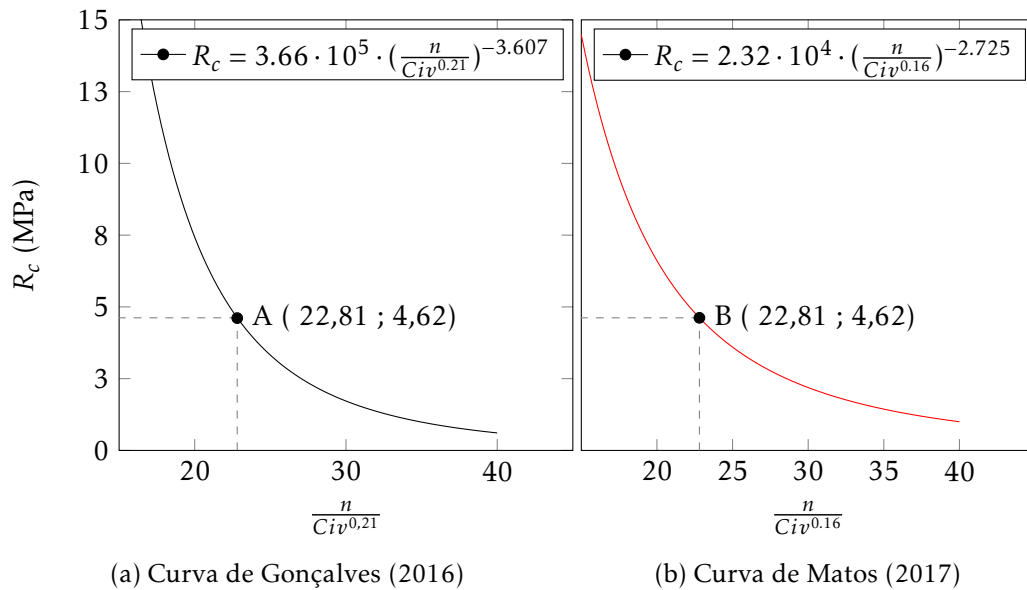 R_c = 3.66 · 10^5 · (n/Civ^0.21)^−3.607
R_c = 2.32 · 10^4 · (n/Civ^0.16)^−2.725
15
13
10
8
5
3
0
R_c (MPa)
A ( 22,81 ; 4,62)
B ( 22,81 ; 4,62)
20 30 40
20 25 30 35 40
n/Civ^0,21
n/Civ^0.16
(a) Curva de Gonçalves (2016)
(b) Curva de Matos (2017)